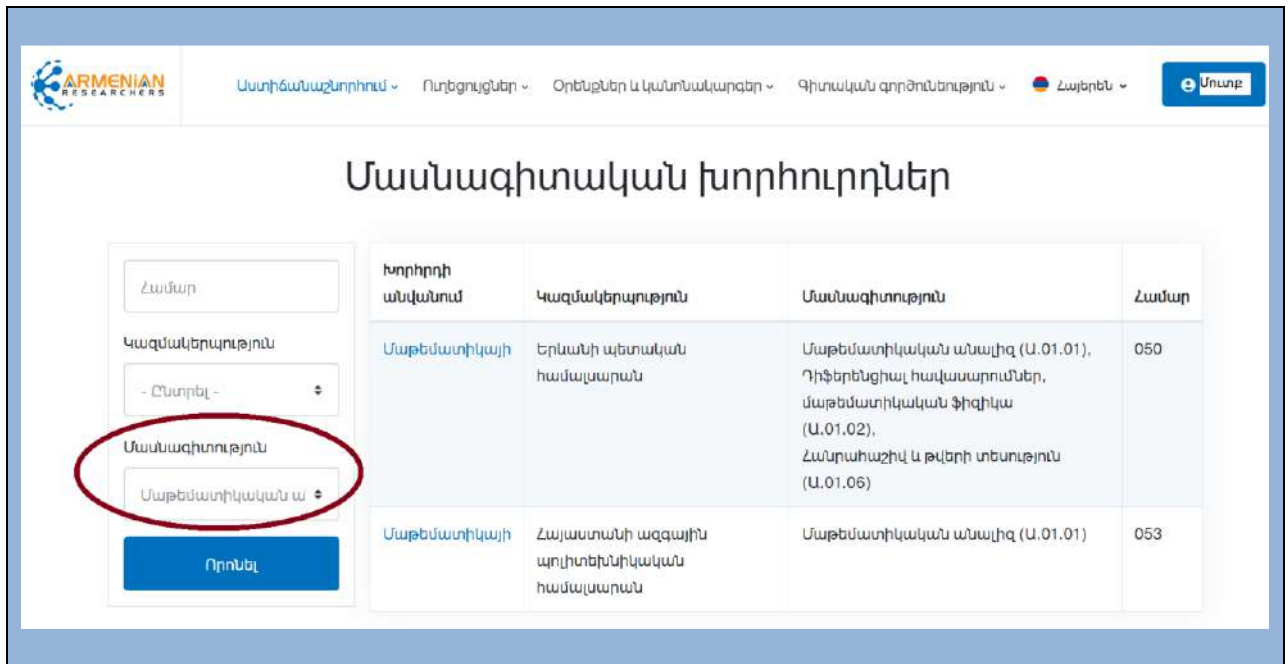 ARMENIAN
RESEARCHERS
Աստիճանաշնորհում
Ուղեցույցներ
Օրենքներ և կանոնակարգեր
Գիտական գործունեություն
Հայերեն
Մուտք
Մասնագիտական խորհուրդներ
Համար
Կազմակերպություն
- Ընտրել -
Մասնագիտություն
Մաթեմատիկական ա
Որոնել
Խորհրդի
անվանում
Կազմակերպություն
Մասնագիտություն
Համար
Մաթեմատիկայի
Երևանի պետական
համալսարան
Մաթեմատիկական անալիզ (Ա.01.01),
Դիֆերենցիալ հավասարումներ,
մաթեմատիկական ֆիզիկա
(Ա.01.02),
Հանրահաշիվ և թվերի տեսություն
(Ա.01.06)
050
Մաթեմատիկայի
Հայաստանի ազգային
պոլիտեխնիկական
համալսարան
Մաթեմատիկական անալիզ (Ա.01.01)
053